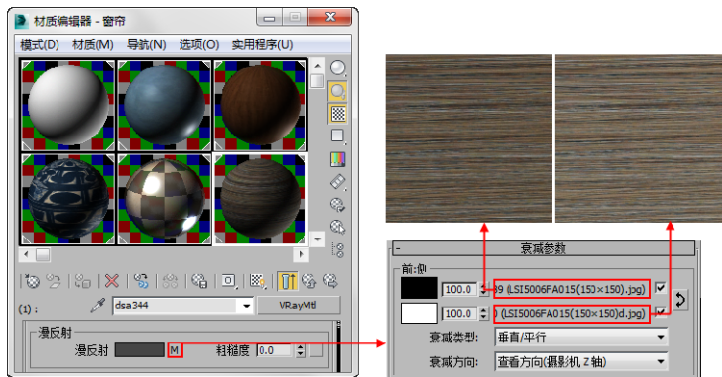 材质编辑器 - 窗帘
模式(D) 材质(M) 导航(N) 选项(O) 实用程序(U)
(1) : dsa344 VRayMtl
漫反射
漫反射 M 粗糙度 0.0
- 衰减参数
前:侧
100.0 39 (LSI5006FA015(150×150).jpg)
100.0 ) (LSI5006FA015(150×150)d.jpg)
衰减类型: 垂直/平行
衰减方向: 查看方向(摄影机 Z 轴)